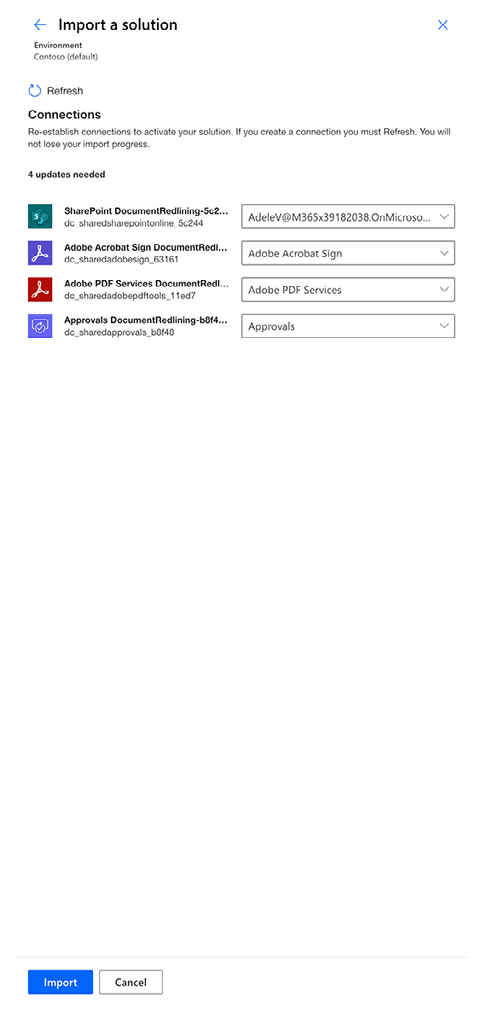 Import a solution
Environment
Contoso (default)
Refresh
Connections
Re-establish connections to activate your solution. If you create a connection you must Refresh. You will
not lose your import progress.
4 updates needed
SharePoint DocumentRedlining-5c2...
dc_sharedsharepointonline_5c244
AdeleV@M365x39182038.OnMicroso...
Adobe Acrobat Sign DocumentRedl...
dc_sharedadobesign_63161
Adobe Acrobat Sign
Adobe PDF Services DocumentRedl...
dc_sharedadobepdftools_11ed7
Adobe PDF Services
Approvals DocumentRedlining-b8f4...
dc_sharedapprovals_b8f48
Approvals
Import
Cancel